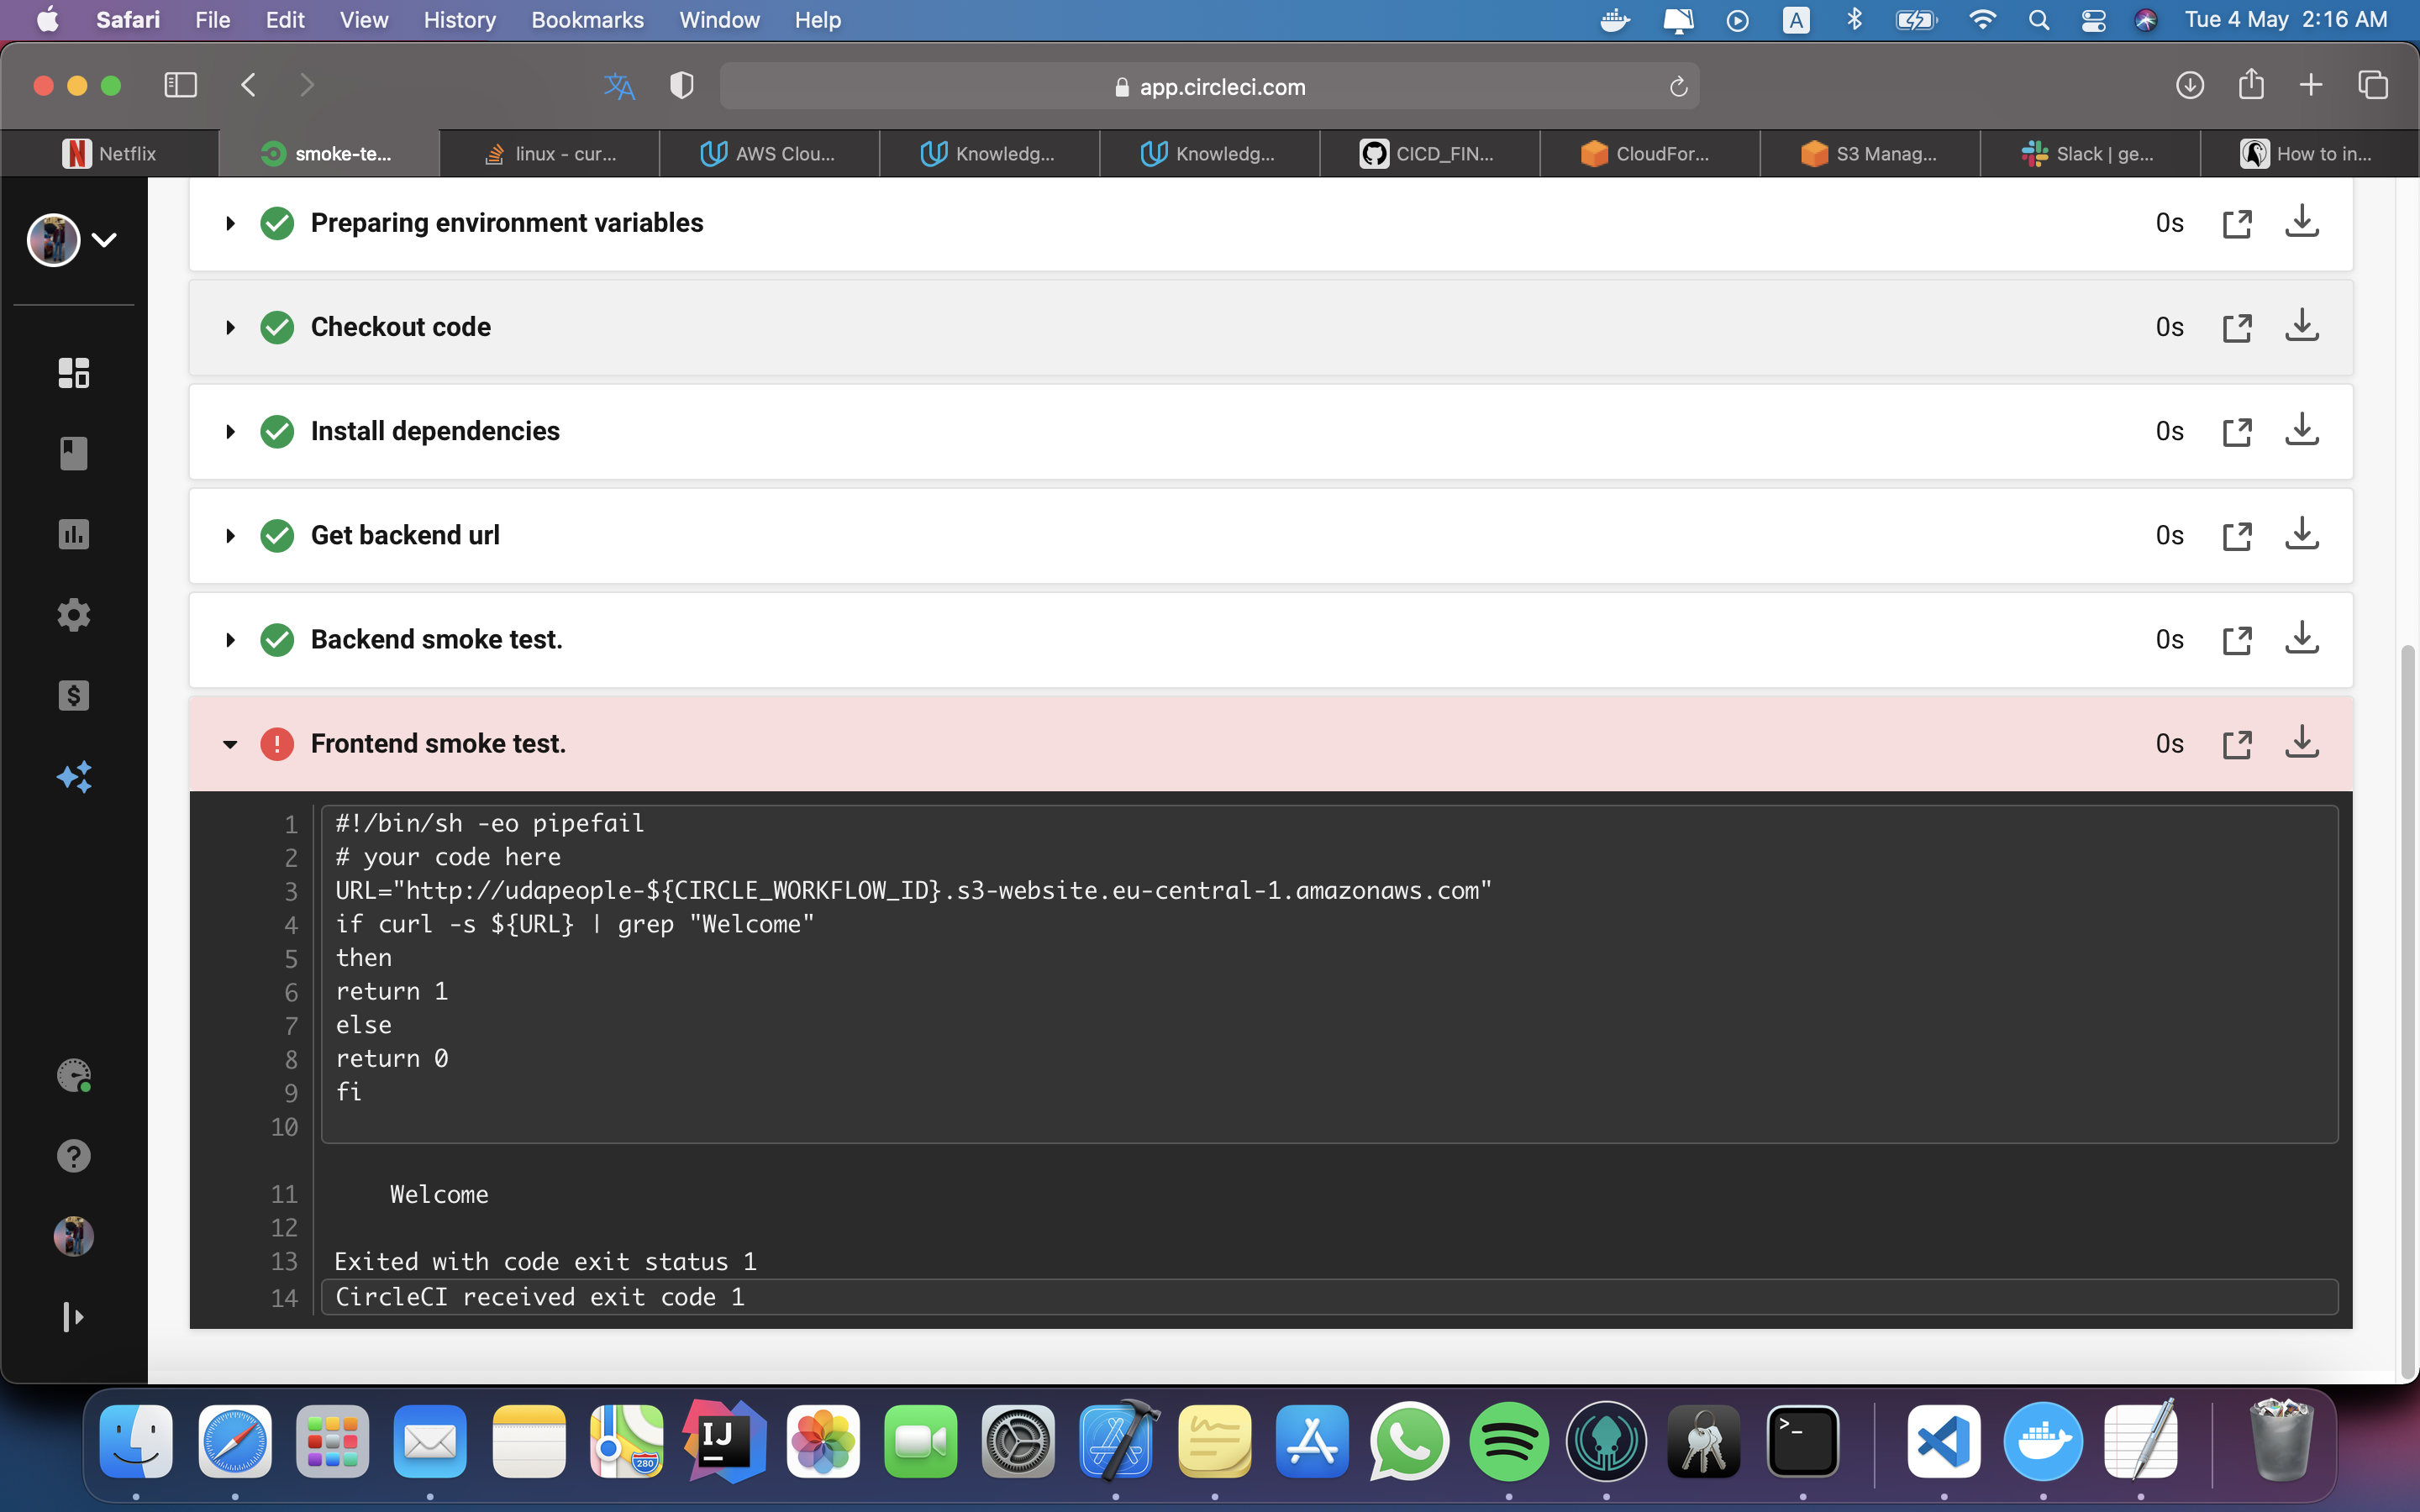 Safari File Edit View History Bookmarks Window Help A Tue 4 May 2:16 AM
app.circleci.com
Netflix smoke-te... linux - cur... AWS Clou... Knowledg... Knowledg... CICD_FIN... CloudFor... S3 Manag... Slack | ge... How to in...
Preparing environment variables 0s
Checkout code 0s
Install dependencies 0s
Get backend url 0s
Backend smoke test. 0s
Frontend smoke test. 0s
1 #!/bin/sh -eo pipefail
2 # your code here
3 URL="http://udapeople-${CIRCLE_WORKFLOW_ID}.s3-website.eu-central-1.amazonaws.com"
4 if curl -s ${URL} | grep "Welcome"
5 then
6 return 1
7 else
8 return 0
9 fi
10
11 Welcome
12
13 Exited with code exit status 1
14 CircleCI received exit code 1
IJ
280